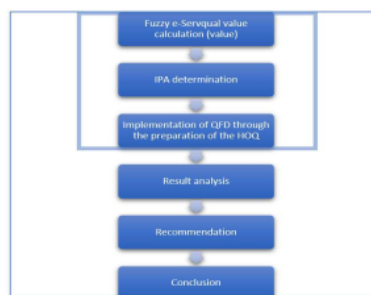 Fuzzy e-Servqual value
calculation (value)
IPA determination
Implementation of QFD through
the preparation of the HOQ
Result analysis
Recommendation
Conclusion